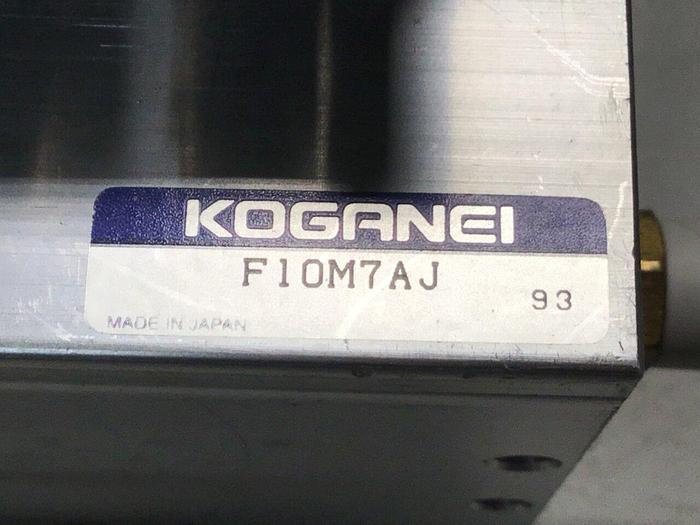 KOGANEI
F10M7AJ
93
MADE IN JAPAN